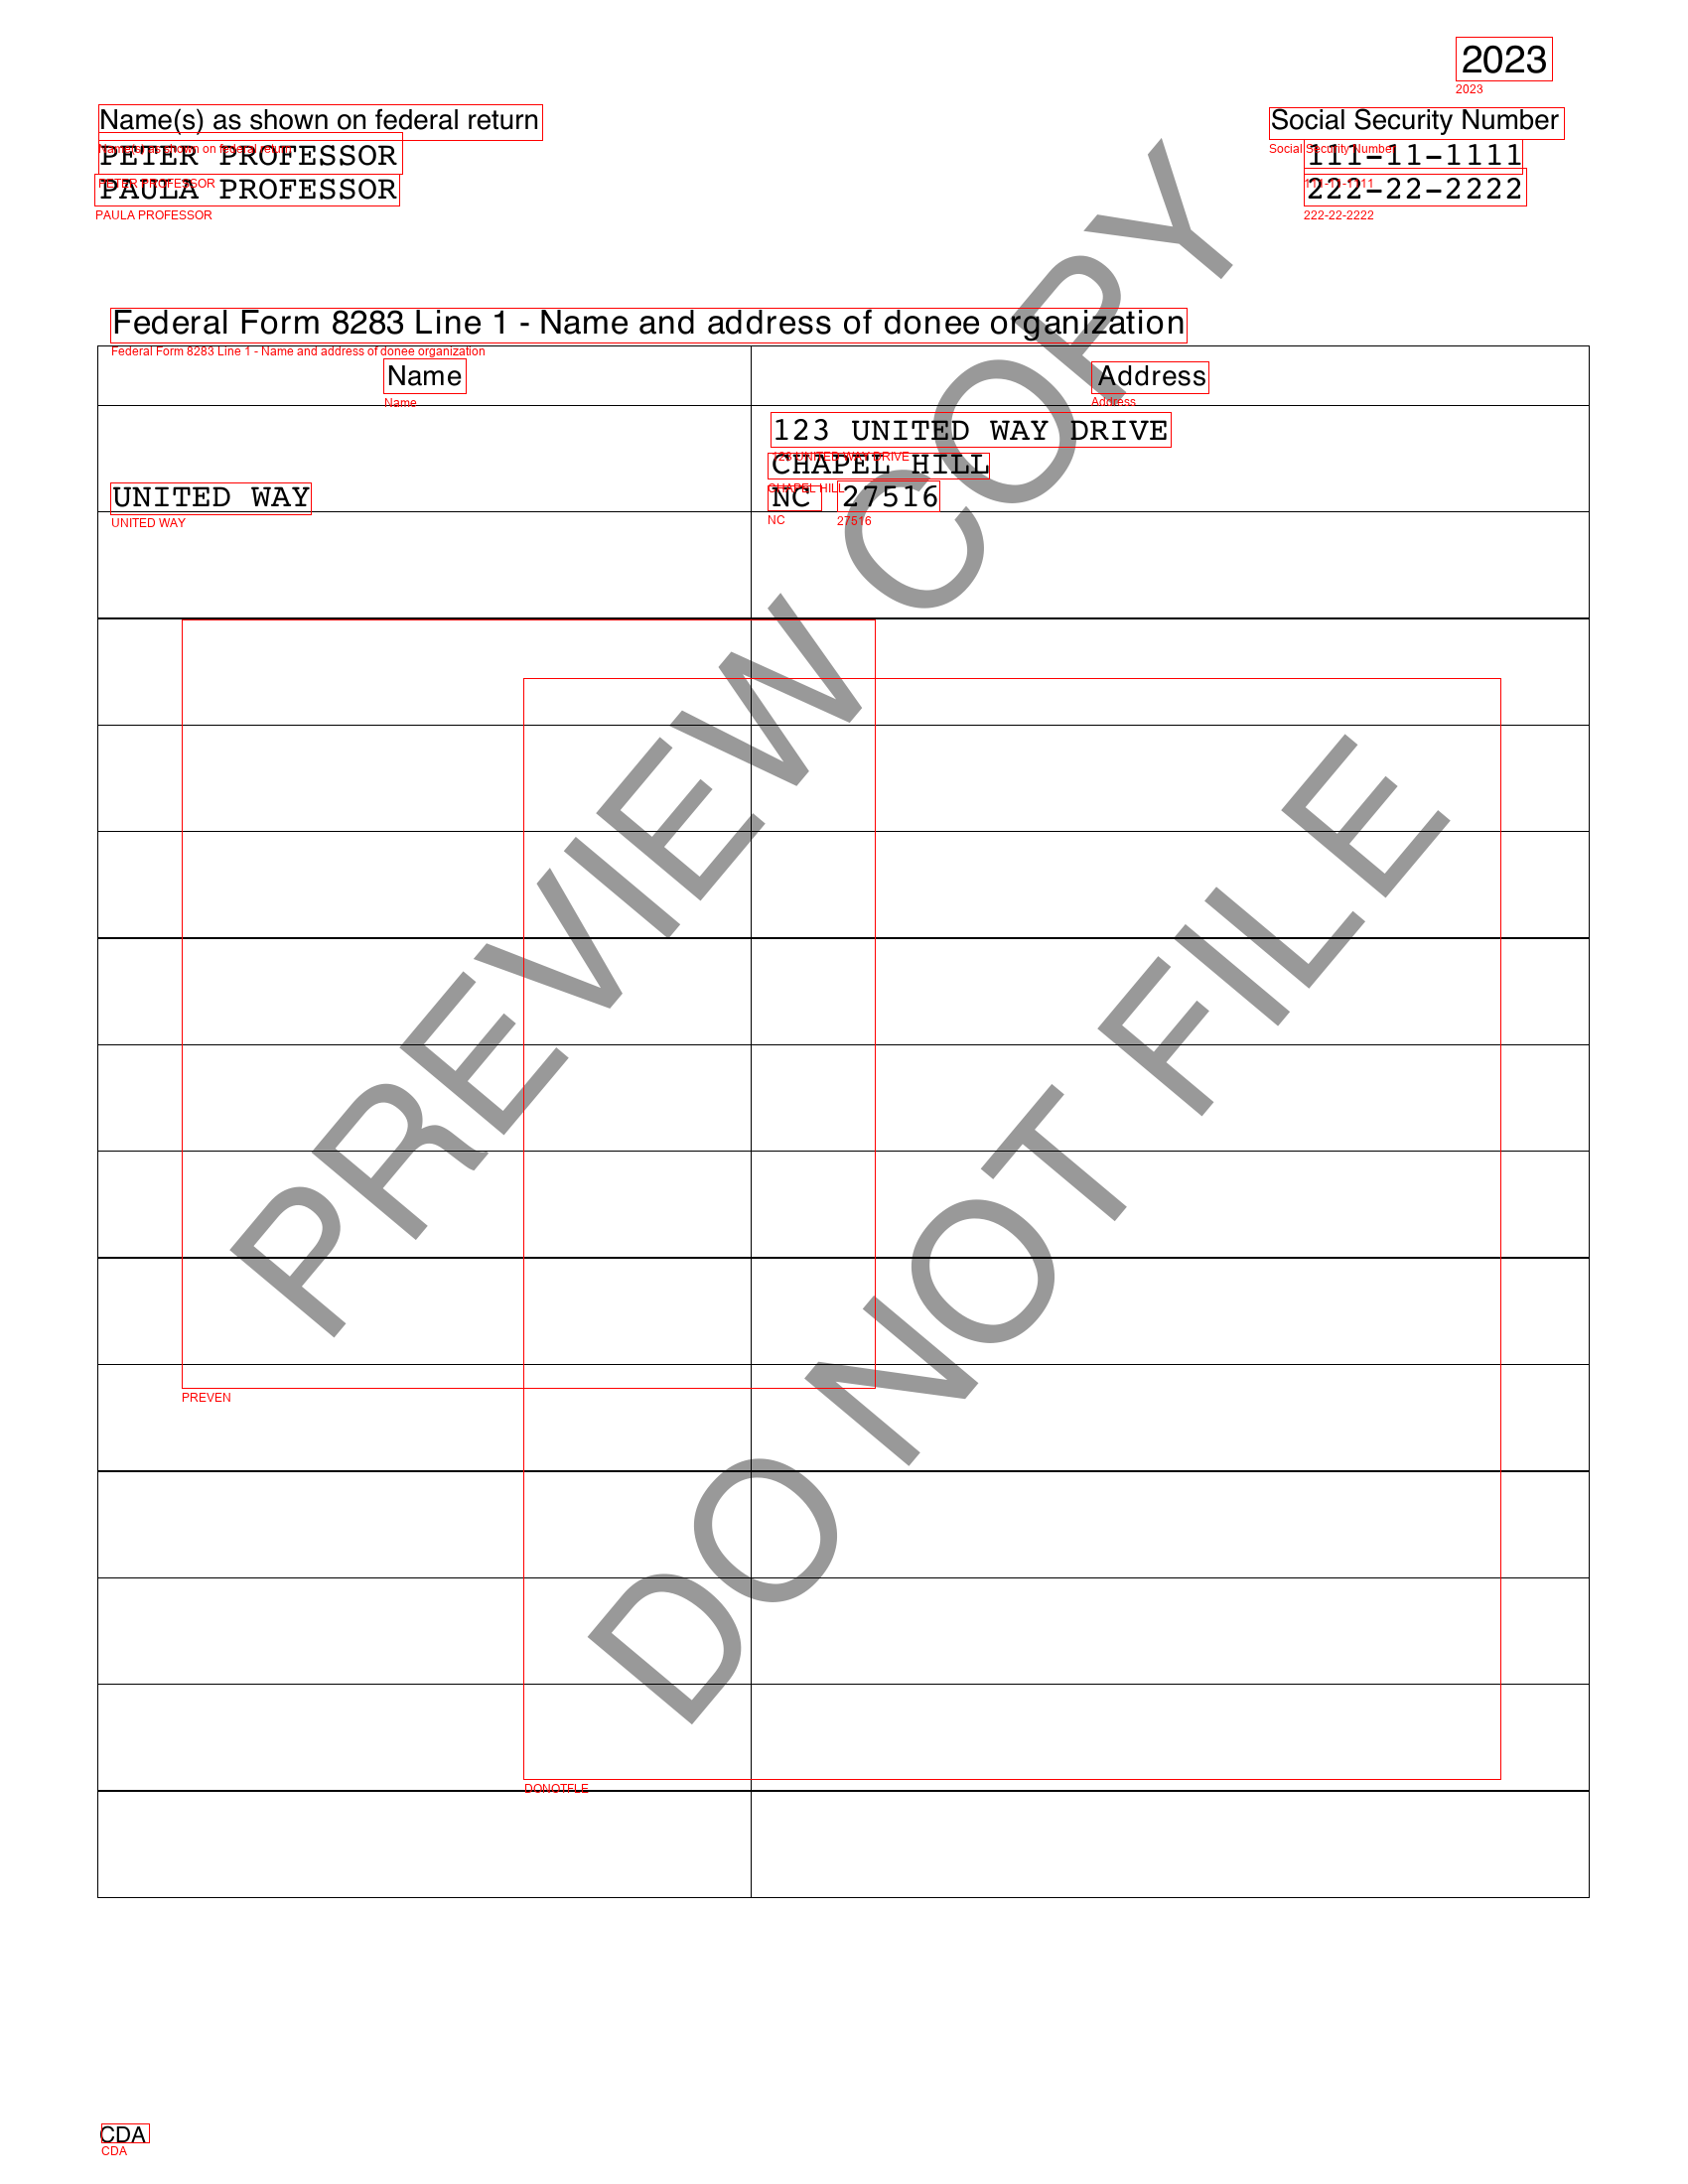 2023
2023
Name(s) as shown on federal return
Social Security Number
Name(s) as shown on federal return
Social Security Number
PETER PROFESSOR
111-11-1111
PETER PROFESSOR
111-11-1111
PAULA PROFESSOR
222-22-2222
PAULA PROFESSOR
222-22-2222
Federal Form 8283 Line 1 - Name and address of donee organization
Federal Form 8283 Line 1 - Name and address of donee organization
Name
Address
Name
Address
123 UNITED WAY DRIVE
123 UNITED WAY DRIVE
CHAPEL HILL
CHAPEL HILL
UNITED WAY
NC 27516
UNITED WAY
NC 27516
PREVIEW COPY
DO NOT FILE
PREVEN
DONOTFLE
CDA
CDA